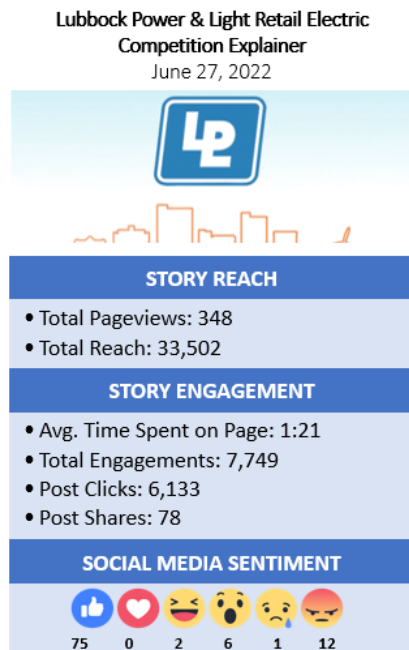 Lubbock Power & Light Retail Electric
Competition Explainer
June 27, 2022
LPL
STORY REACH
• Total Pageviews: 348
• Total Reach: 33,502
STORY ENGAGEMENT
• Avg. Time Spent on Page: 1:21
• Total Engagements: 7,749
• Post Clicks: 6,133
• Post Shares: 78
SOCIAL MEDIA SENTIMENT
75 0 2 6 1 12